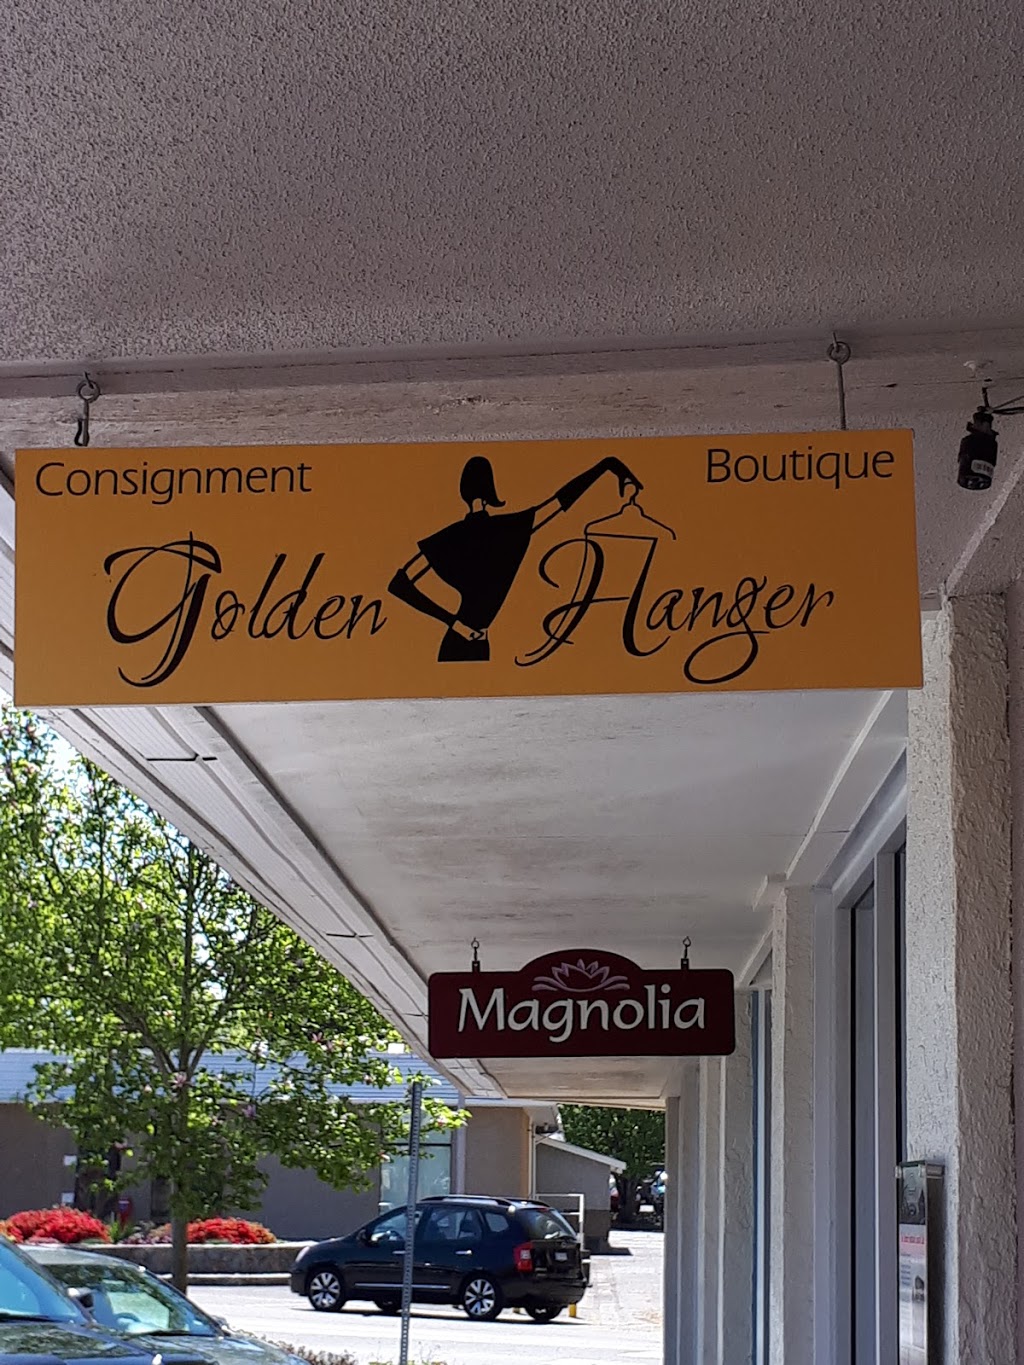 Consignment Boutique
Golden Hanger
Magnolia